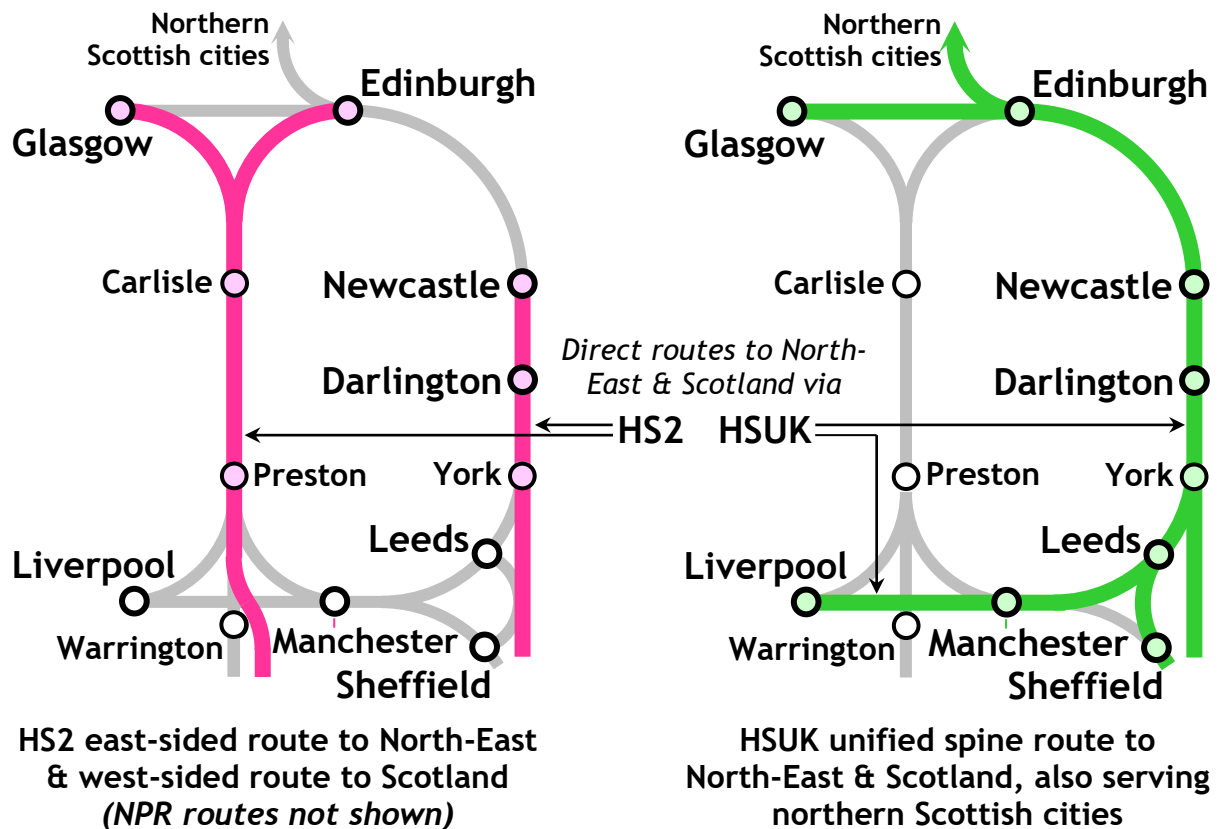 Northern
Scottish cities
Edinburgh
Glasgow
Carlisle
Newcastle
Darlington
Preston
York
Leeds
Liverpool
Warrington
Manchester
Sheffield
HS2 east-sided route to North-East
& west-sided route to Scotland
(NPR routes not shown)
Direct routes to North-
East & Scotland via
HS2 HSUK
Northern
Scottish cities
Edinburgh
Glasgow
Carlisle
Newcastle
Darlington
Preston
York
Leeds
Liverpool
Warrington
Manchester
Sheffield
HSUK unified spine route to
North-East & Scotland, also serving
northern Scottish cities